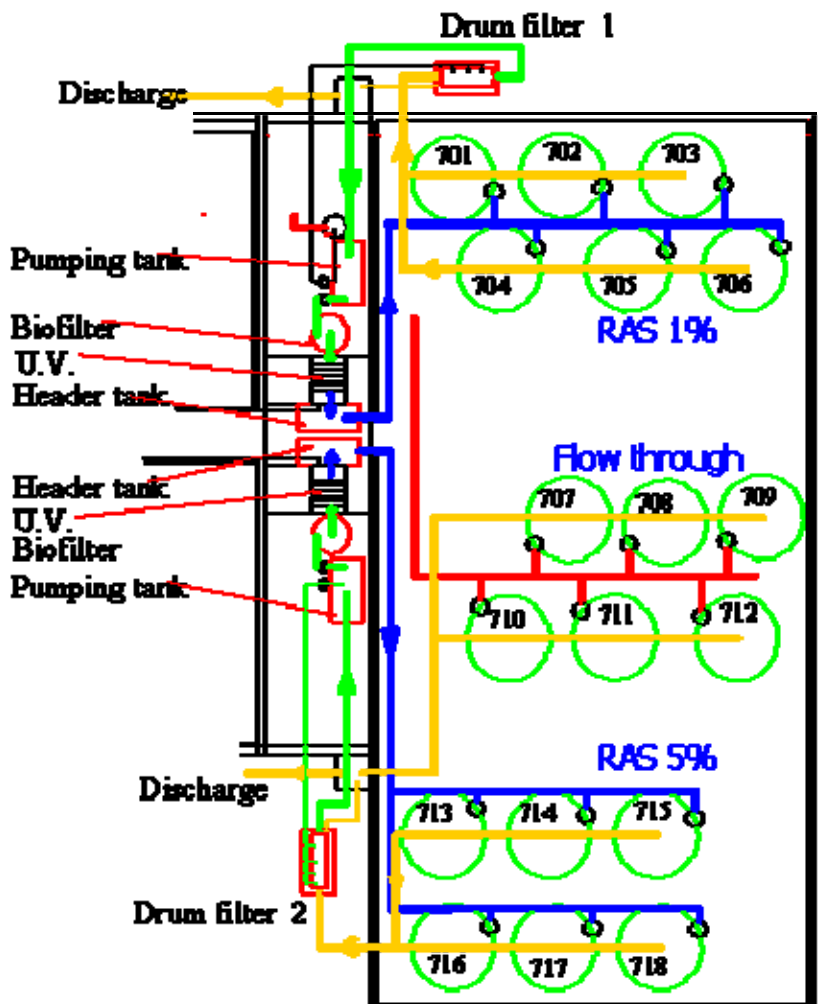 Drum filter 1
Discharge
701 702 703
Pumping tank
704 705 706
Biofilter
RAS 1%
U.V.
Header tank
Flow through
Header tank
707 708 709
U.V.
Biofilter
Pumping tank
710 711 712
RAS 5%
Discharge
713 714 715
Drum filter 2
716 717 718